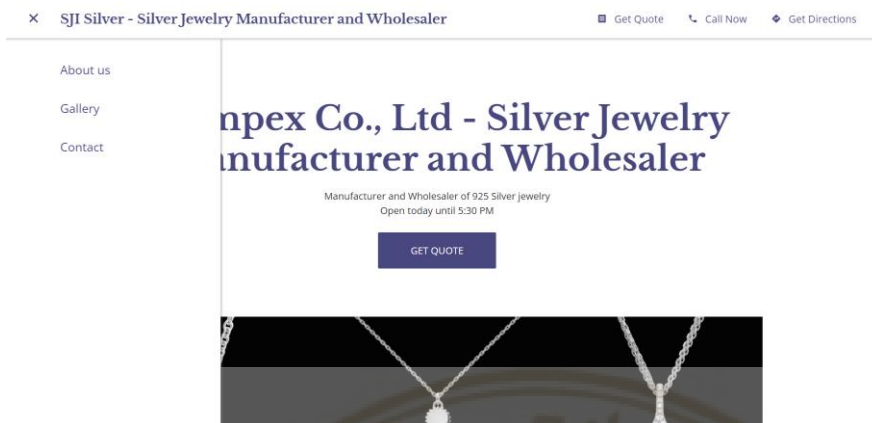 SJI Silver - Silver Jewelry Manufacturer and Wholesaler
Get Quote
Call Now
Get Directions
About us
Gallery
Contact
mpex Co., Ltd - Silver Jewelry
anufacturer and Wholesaler
Manufacturer and Wholesaler of 925 Silver jewelry
Open today until 5:30 PM
GET QUOTE